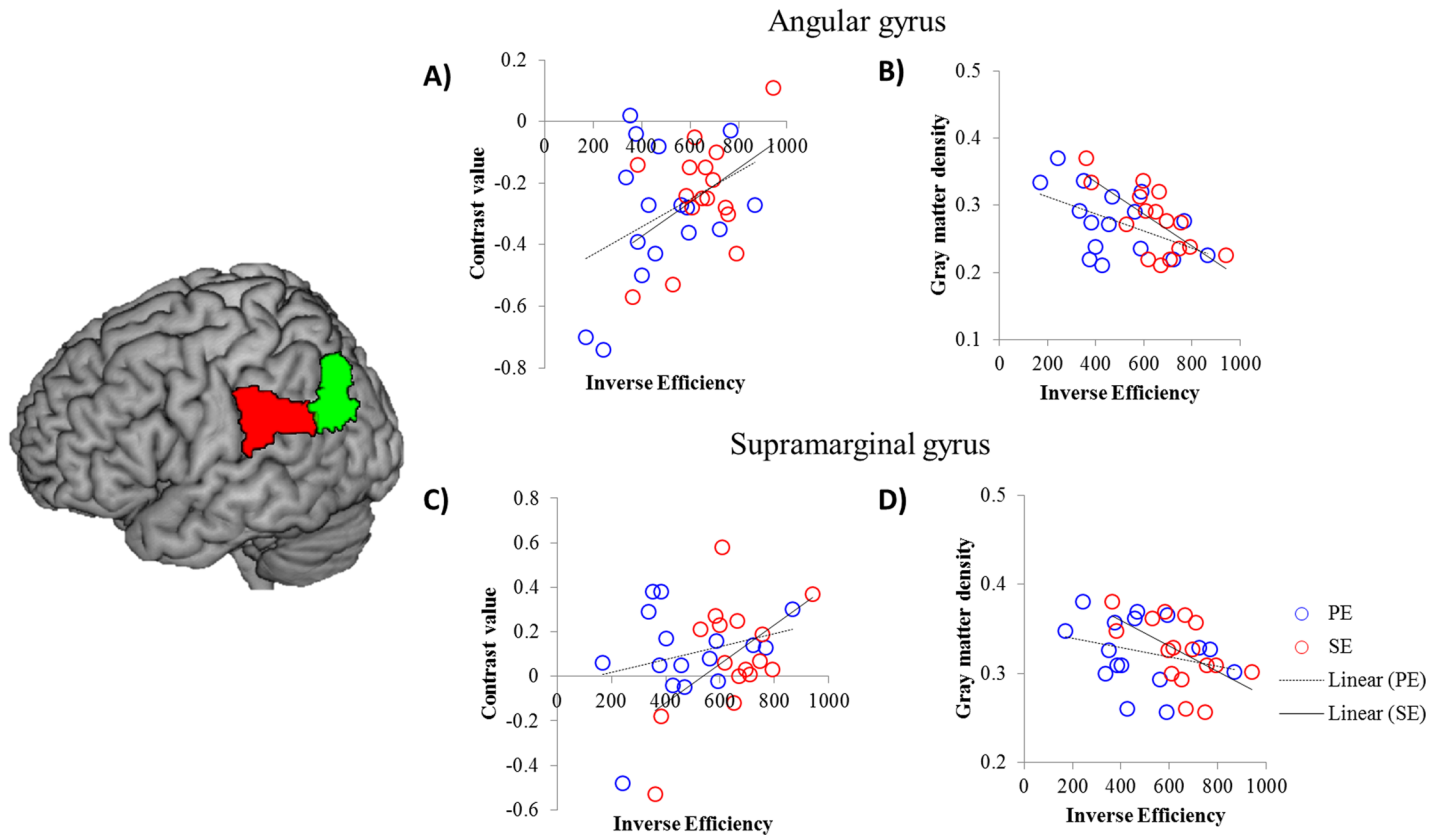 Angular gyrus
A)
Contrast value
0.2
0
-0.2
-0.4
-0.6
-0.8
0 200 400 600 800 1000
Inverse Efficiency
B)
Gray matter density
0.5
0.4
0.3
0.2
0.1
0 200 400 600 800 1000
Inverse Efficiency
Supramarginal gyrus
C)
Contrast value
0.8
0.6
0.4
0.2
0
-0.2
-0.4
-0.6
0 200 400 600 800 1000
Inverse Efficiency
D)
Gray matter density
0.5
0.4
0.3
0.2
0 200 400 600 800 1000
Inverse Efficiency
PE
SE
Linear (PE)
Linear (SE)